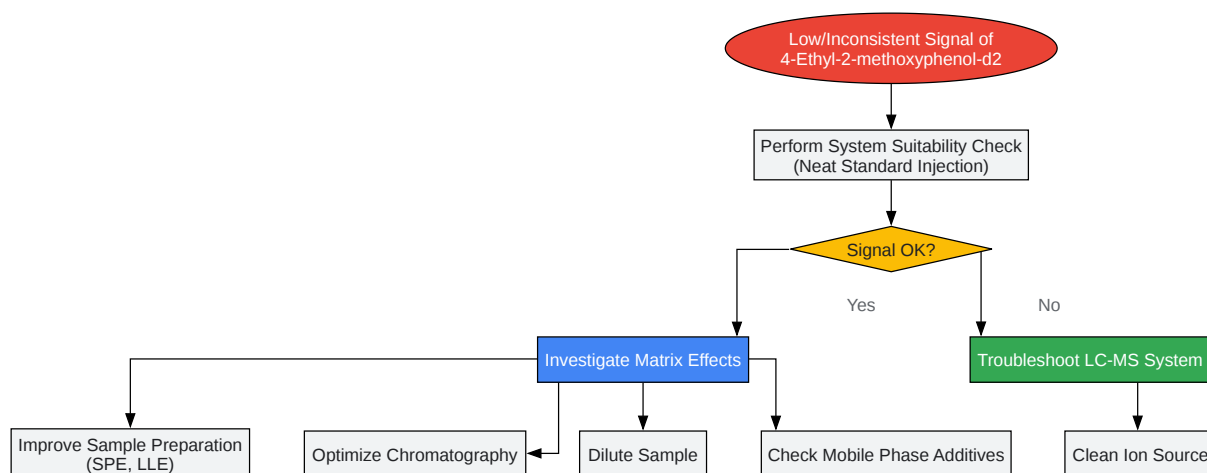 Low/Inconsistent Signal of
4-Ethyl-2-methoxyphenol-d2
Perform System Suitability Check
(Neat Standard Injection)
Signal OK?
Yes
No
Investigate Matrix Effects
Troubleshoot LC-MS System
Improve Sample Preparation
(SPE, LLE)
Optimize Chromatography
Dilute Sample
Check Mobile Phase Additives
Clean Ion Source